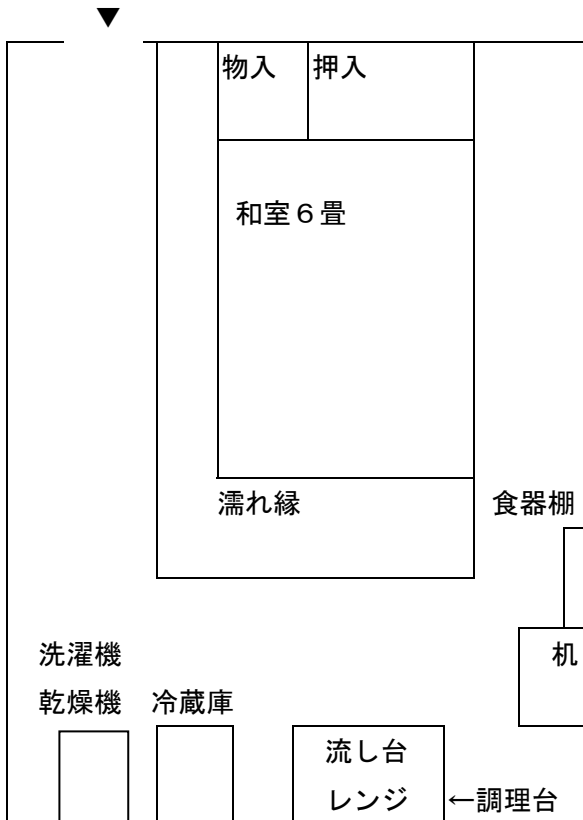 ▼
物入 押入
和室６畳
濡れ縁 食器棚
洗濯機 机
乾燥機 冷蔵庫
流し台
レンジ ←調理台